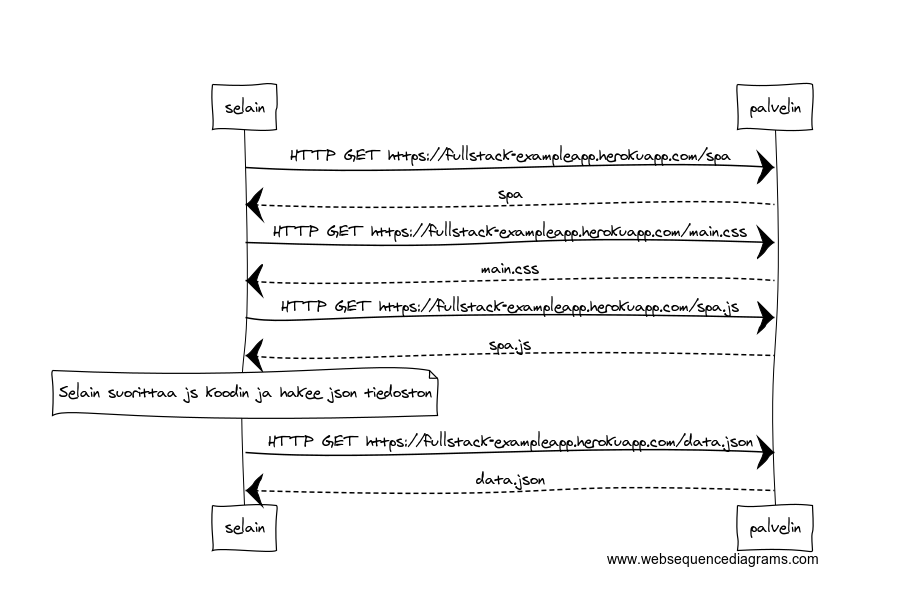 selain palvelin
HTTP GET https://fullstack-exampleapp.herokuapp.com/spa
spa
HTTP GET https://fullstack-exampleapp.herokuapp.com/main.css
main.css
HTTP GET https://fullstack-exampleapp.herokuapp.com/spa.js
spa.js
Selain suorittaa js koodin ja hakee json tiedoston
HTTP GET https://fullstack-exampleapp.herokuapp.com/data.json
data.json
selain palvelin
www.websequencediagrams.com